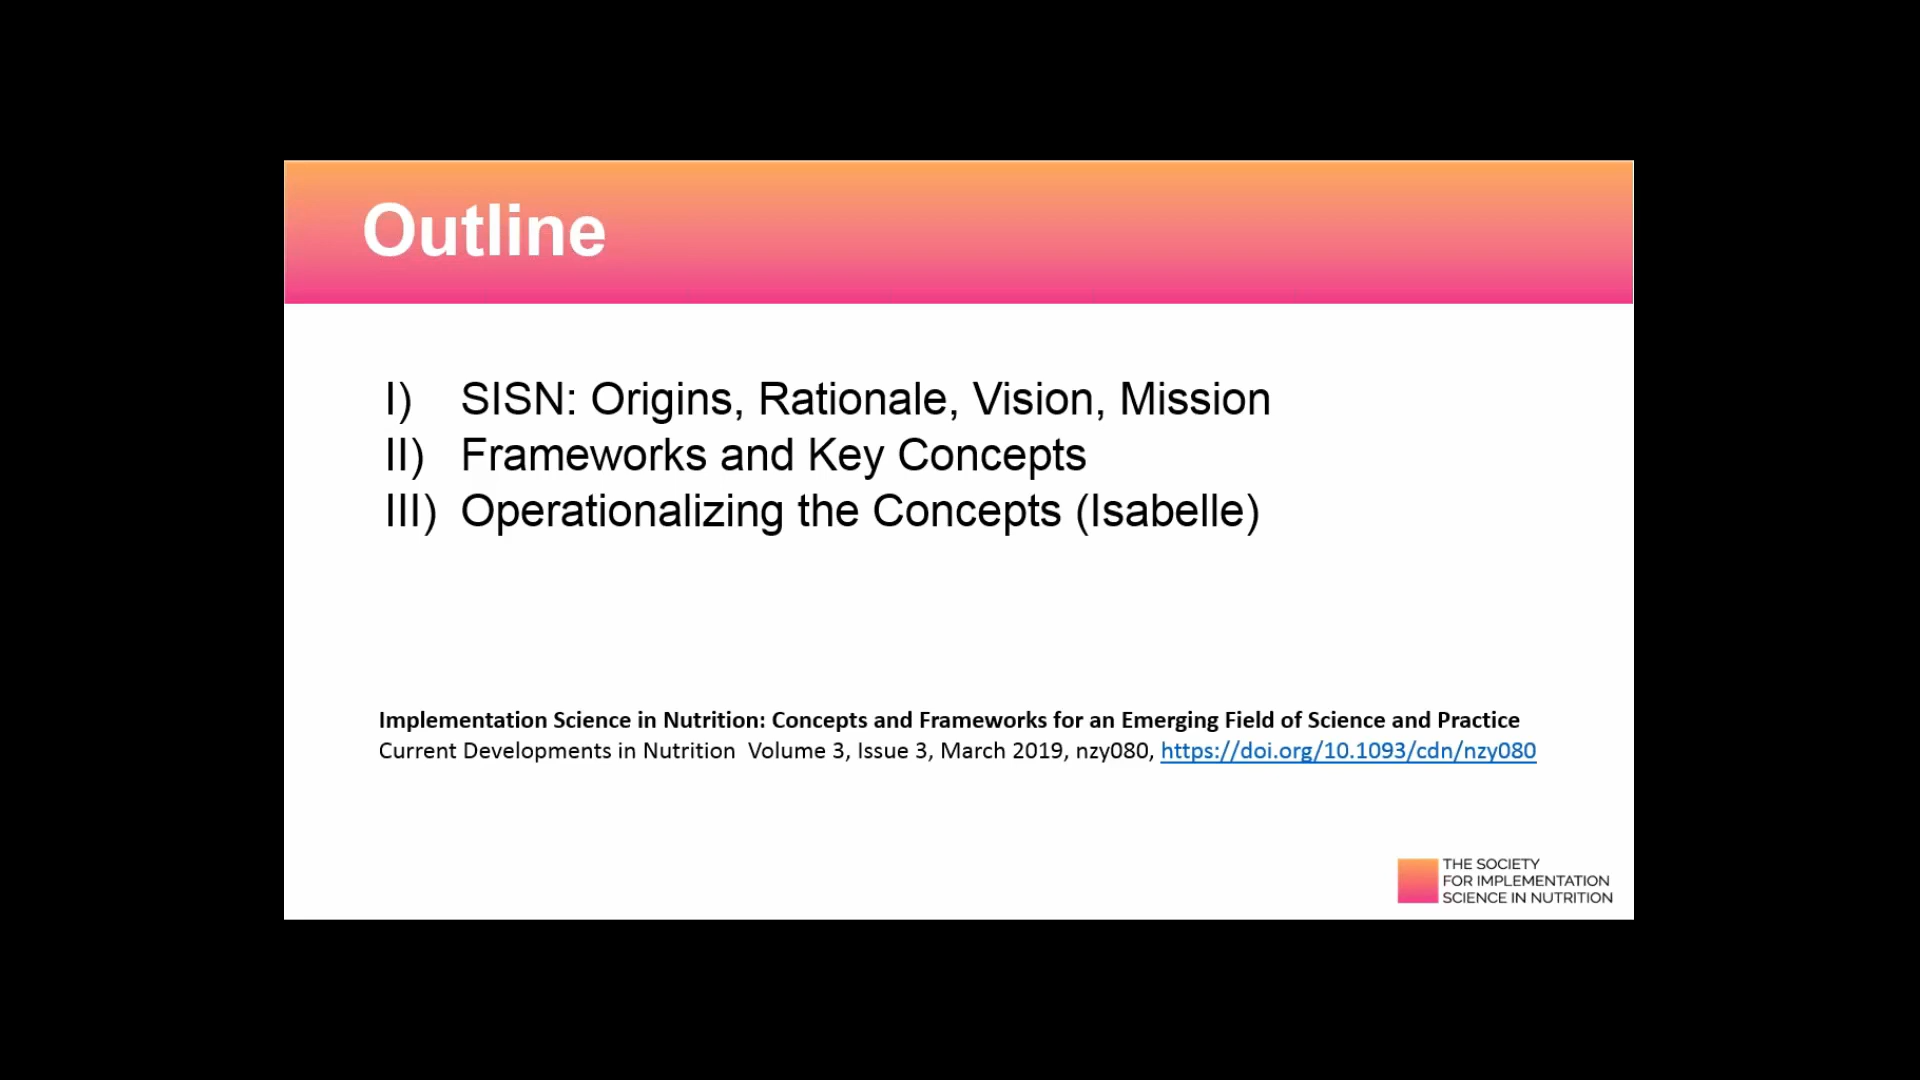 Outline
I) SISN: Origins, Rationale, Vision, Mission
II) Frameworks and Key Concepts
III) Operationalizing the Concepts (Isabelle)
Implementation Science in Nutrition: Concepts and Frameworks for an Emerging Field of Science and Practice
Current Developments in Nutrition  Volume 3, Issue 3, March 2019, nzy080, https://doi.org/10.1093/cdn/nzy080
THE SOCIETY
FOR IMPLEMENTATION
SCIENCE IN NUTRITION